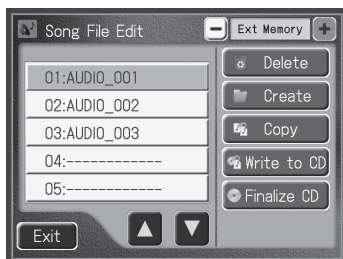 Song File Edit
Ext Memory
01:AUDIO_001
02:AUDIO_002
03:AUDIO_003
04:------------
05:------------
Delete
Create
Copy
Write to CD
Finalize CD
Exit